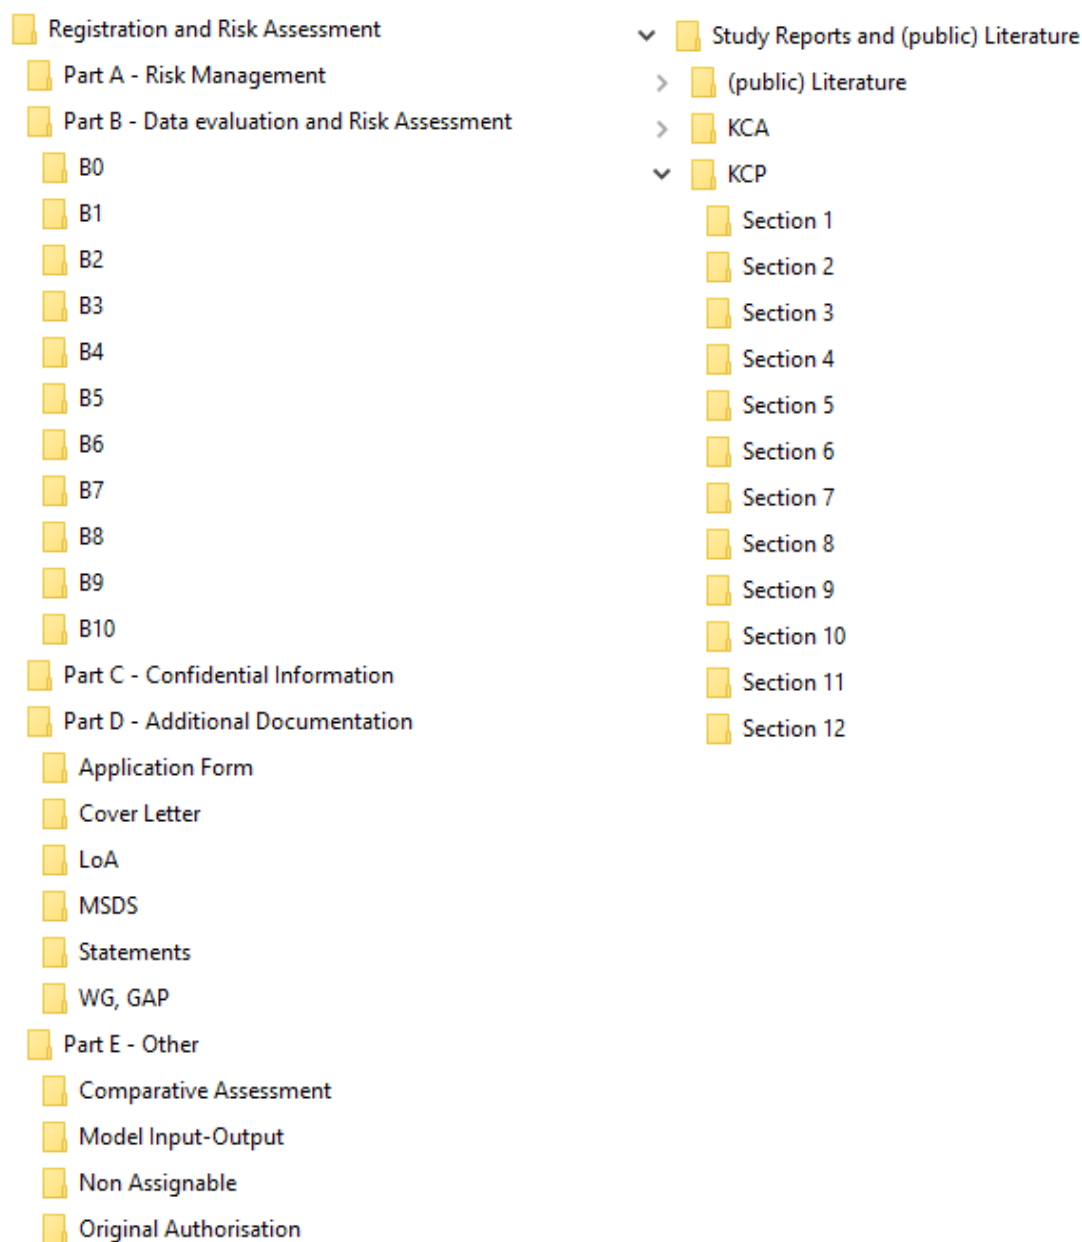 Registration and Risk Assessment
Part A - Risk Management
Part B - Data evaluation and Risk Assessment
B0
B1
B2
B3
B4
B5
B6
B7
B8
B9
B10
Part C - Confidential Information
Part D - Additional Documentation
Application Form
Cover Letter
LoA
MSDS
Statements
WG, GAP
Part E - Other
Comparative Assessment
Model Input-Output
Non Assignable
Original Authorisation
Study Reports and (public) Literature
(public) Literature
KCA
KCP
Section 1
Section 2
Section 3
Section 4
Section 5
Section 6
Section 7
Section 8
Section 9
Section 10
Section 11
Section 12